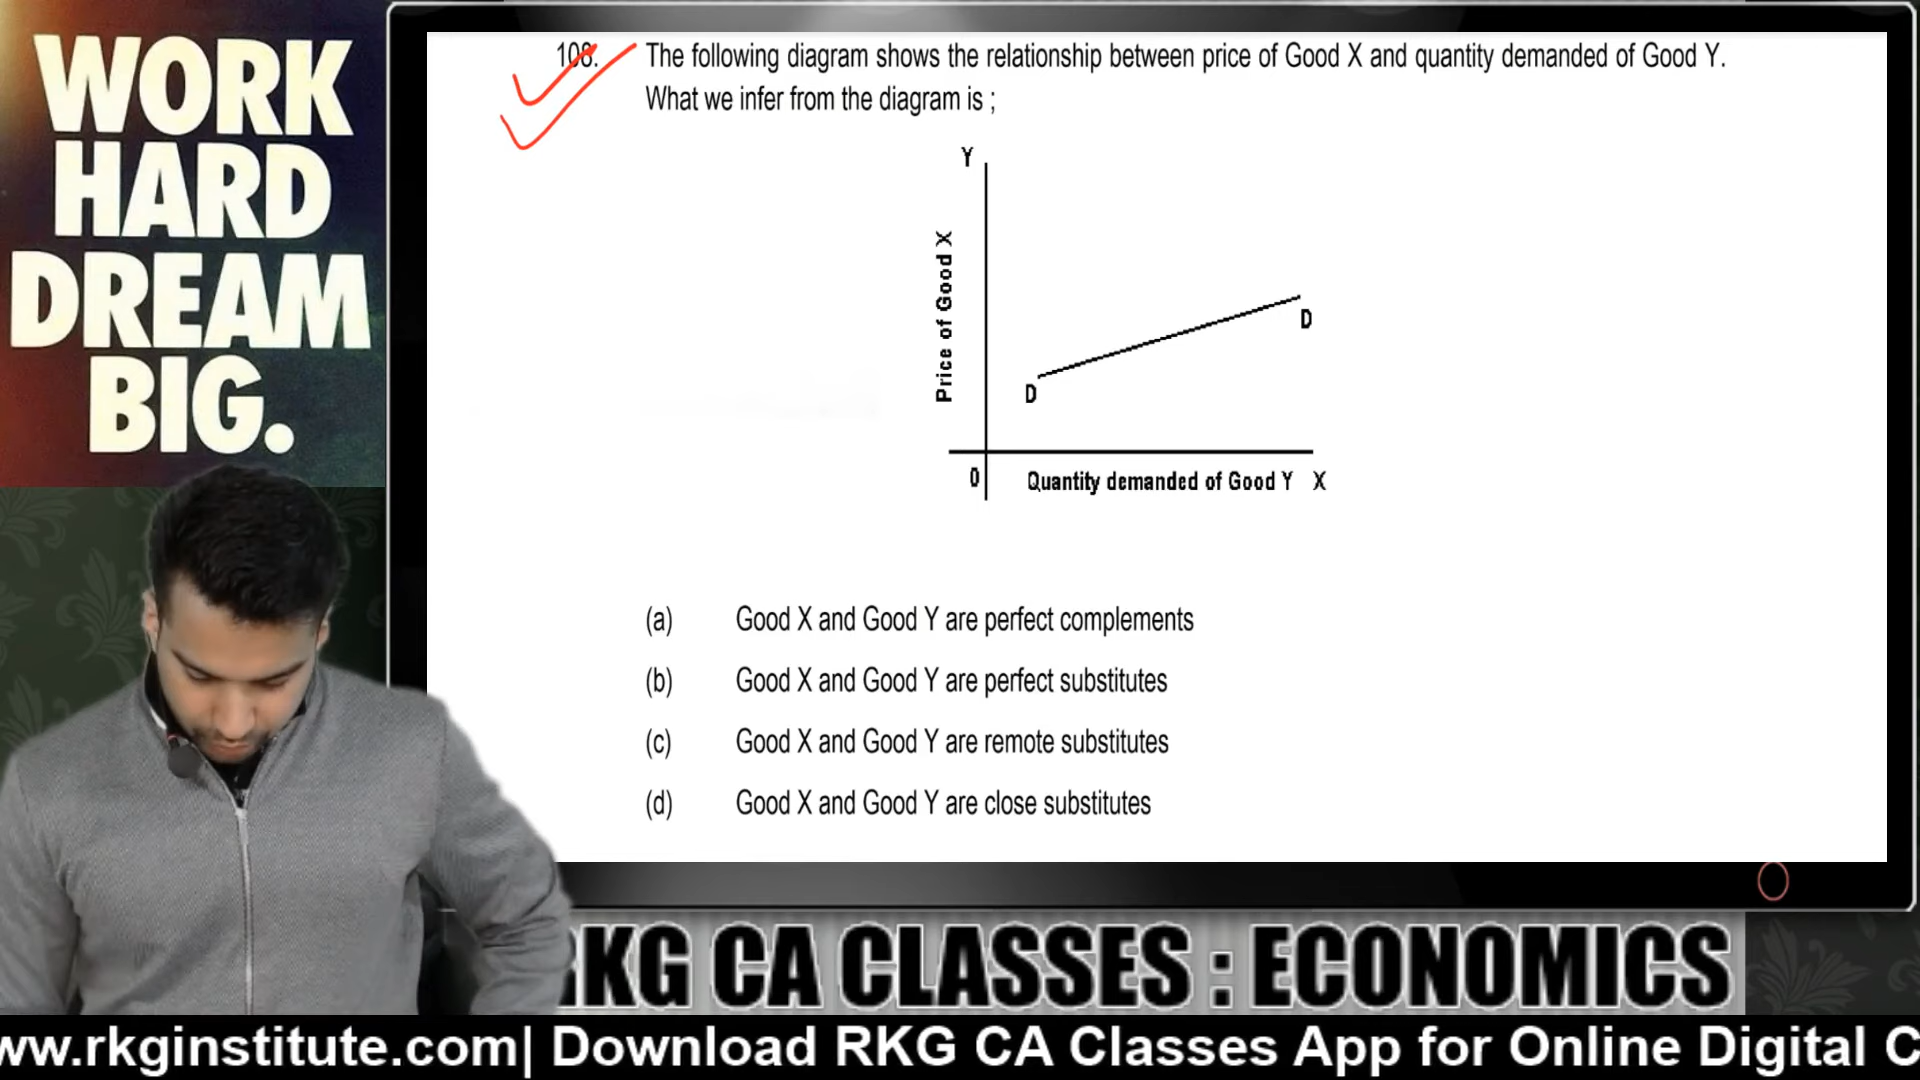 WORK
HARD
DREAM
BIG.
108. The following diagram shows the relationship between price of Good X and quantity demanded of Good Y.
What we infer from the diagram is ;
Y
Price of Good X
D
D
0
Quantity demanded of Good Y X
(a) Good X and Good Y are perfect complements
(b) Good X and Good Y are perfect substitutes
(c) Good X and Good Y are remote substitutes
(d) Good X and Good Y are close substitutes
RKG CA CLASSES : ECONOMICS
ww.rkginstitute.com| Download RKG CA Classes App for Online Digital C